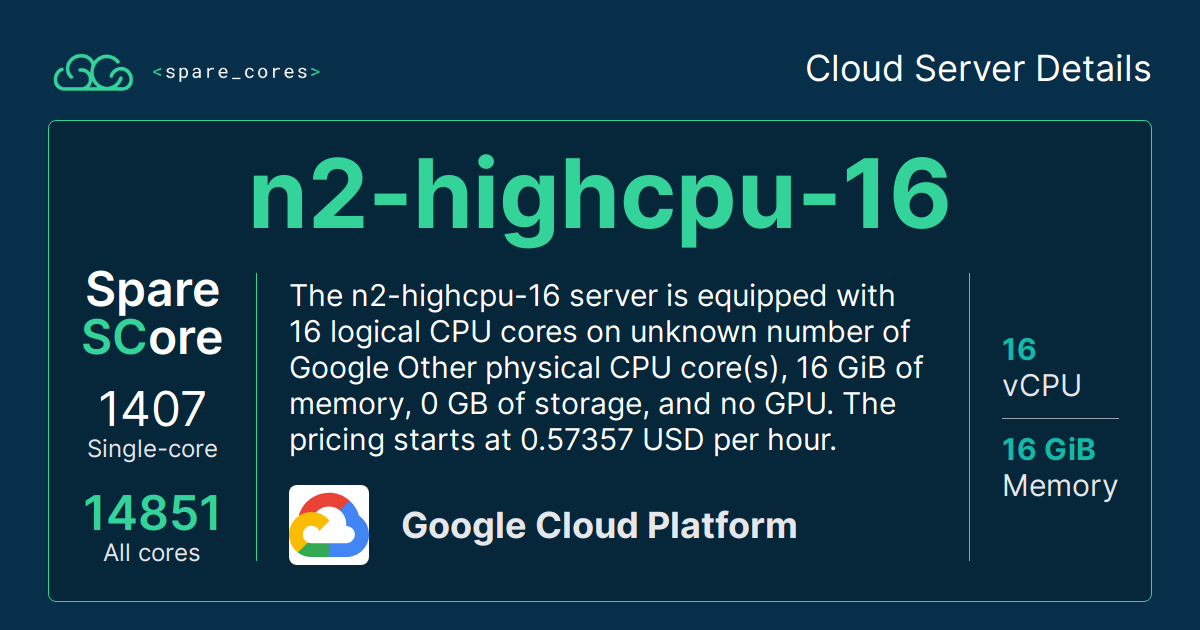 <spare_cores>
Cloud Server Details
n2-highcpu-16
Spare
SCore
1407
Single-core
14851
All cores
The n2-highcpu-16 server is equipped with
16 logical CPU cores on unknown number of
Google Other physical CPU core(s), 16 GiB of
memory, 0 GB of storage, and no GPU. The
pricing starts at 0.57357 USD per hour.
Google Cloud Platform
16
vCPU
16 GiB
Memory